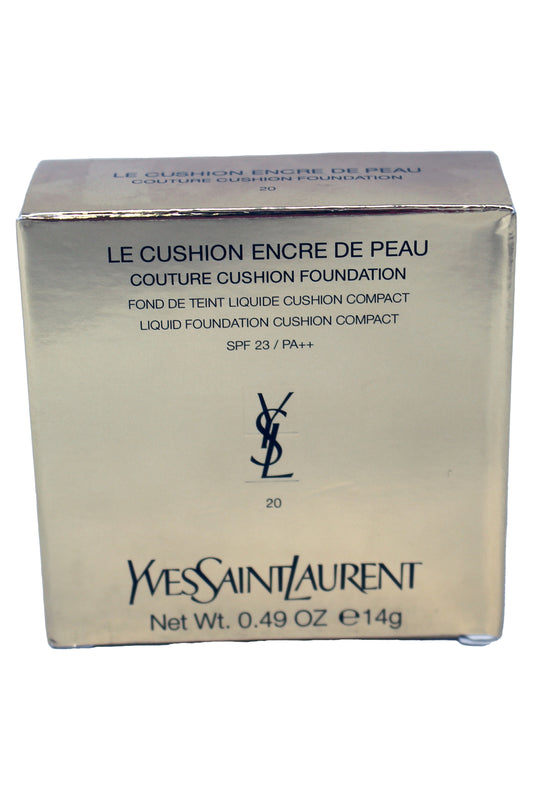 LE CUSHION ENCRE DE PEAU
COUTURE CUSHION FOUNDATION
20
LE CUSHION ENCRE DE PEAU
COUTURE CUSHION FOUNDATION
FOND DE TEINT LIQUIDE CUSHION COMPACT
LIQUID FOUNDATION CUSHION COMPACT
SPF 23 / PA++
YSL
20
YVESSAINTLAURENT
Net Wt. 0.49 OZ ℮14g